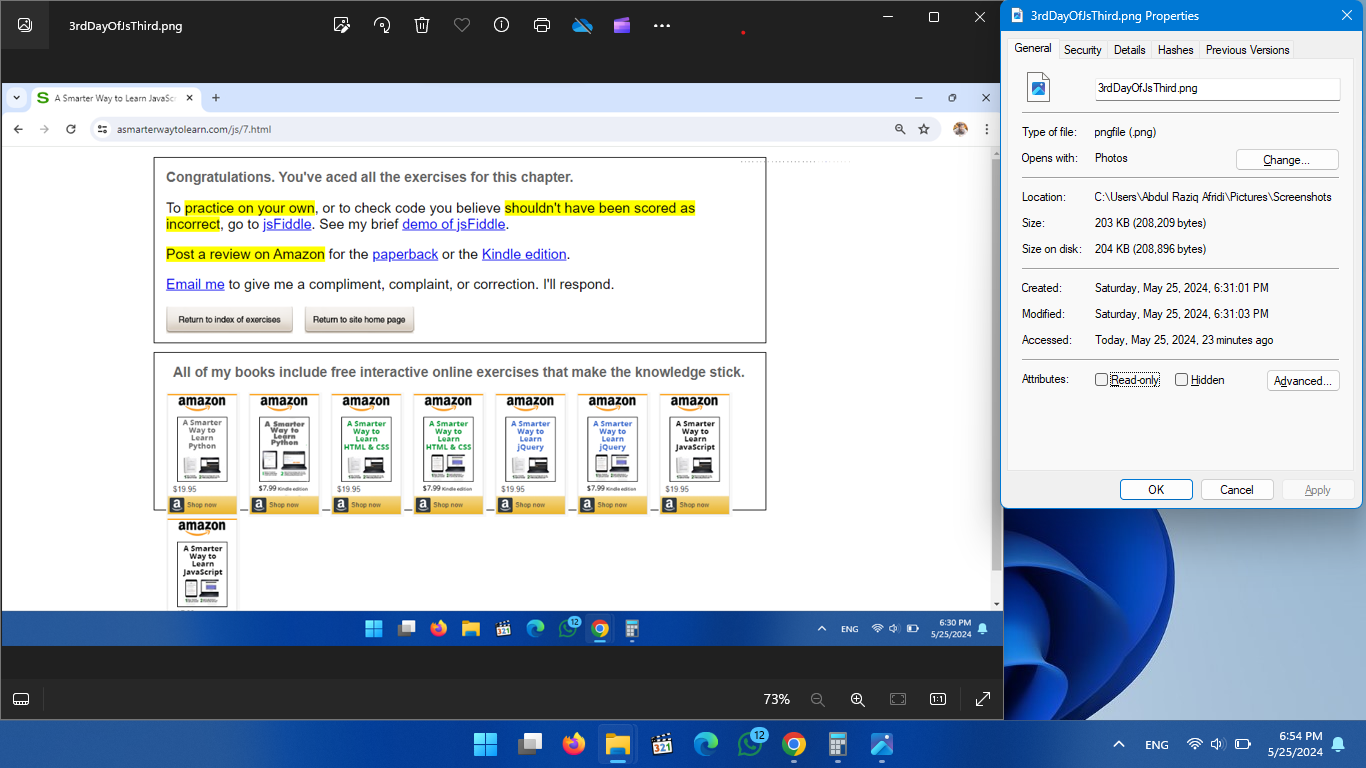 3rdDayOfJsThird.png
A Smarter Way to Learn JavaSc
asmarterwaytolearn.com/js/7.html
Congratulations. You've aced all the exercises for this chapter.
To practice on your own, or to check code you believe shouldn't have been scored as
incorrect, go to jsFiddle. See my brief demo of jsFiddle.
Post a review on Amazon for the paperback or the Kindle edition.
Email me to give me a compliment, complaint, or correction. I'll respond.
Return to index of exercises Return to site home page
All of my books include free interactive online exercises that make the knowledge stick.
amazon amazon amazon amazon amazon amazon amazon
A Smarter A Smarter A Smarter A Smarter A Smarter A Smarter A Smarter
Way to Way to Way to Way to Way to Way to Way to
Learn Learn Learn Learn Learn Learn Learn
Python Python HTML & CSS HTML & CSS jQuery jQuery JavaScript
$19.95 $7.99 Kindle edition $19.95 $7.99 Kindle edition $19.95 $7.99 Kindle edition $19.95
a Shop now a Shop now a Shop now a Shop now a Shop now a Shop now a Shop now
amazon
A Smarter
Way to
Learn
JavaScript
321
12
ENG
6:30 PM
5/25/2024
73%
1:1
3rdDayOfJsThird.png Properties
General Security Details Hashes Previous Versions
3rdDayOfJsThird.png
Type of file: pngfile (.png)
Opens with: Photos Change...
Location: C:\Users\Abdul Raziq Afridi\Pictures\Screenshots
Size: 203 KB (208,209 bytes)
Size on disk: 204 KB (208,896 bytes)
Created: Saturday, May 25, 2024, 6:31:01 PM
Modified: Saturday, May 25, 2024, 6:31:03 PM
Accessed: Today, May 25, 2024, 23 minutes ago
Attributes: Read-only Hidden Advanced...
OK Cancel Apply
321
12
ENG
6:54 PM
5/25/2024